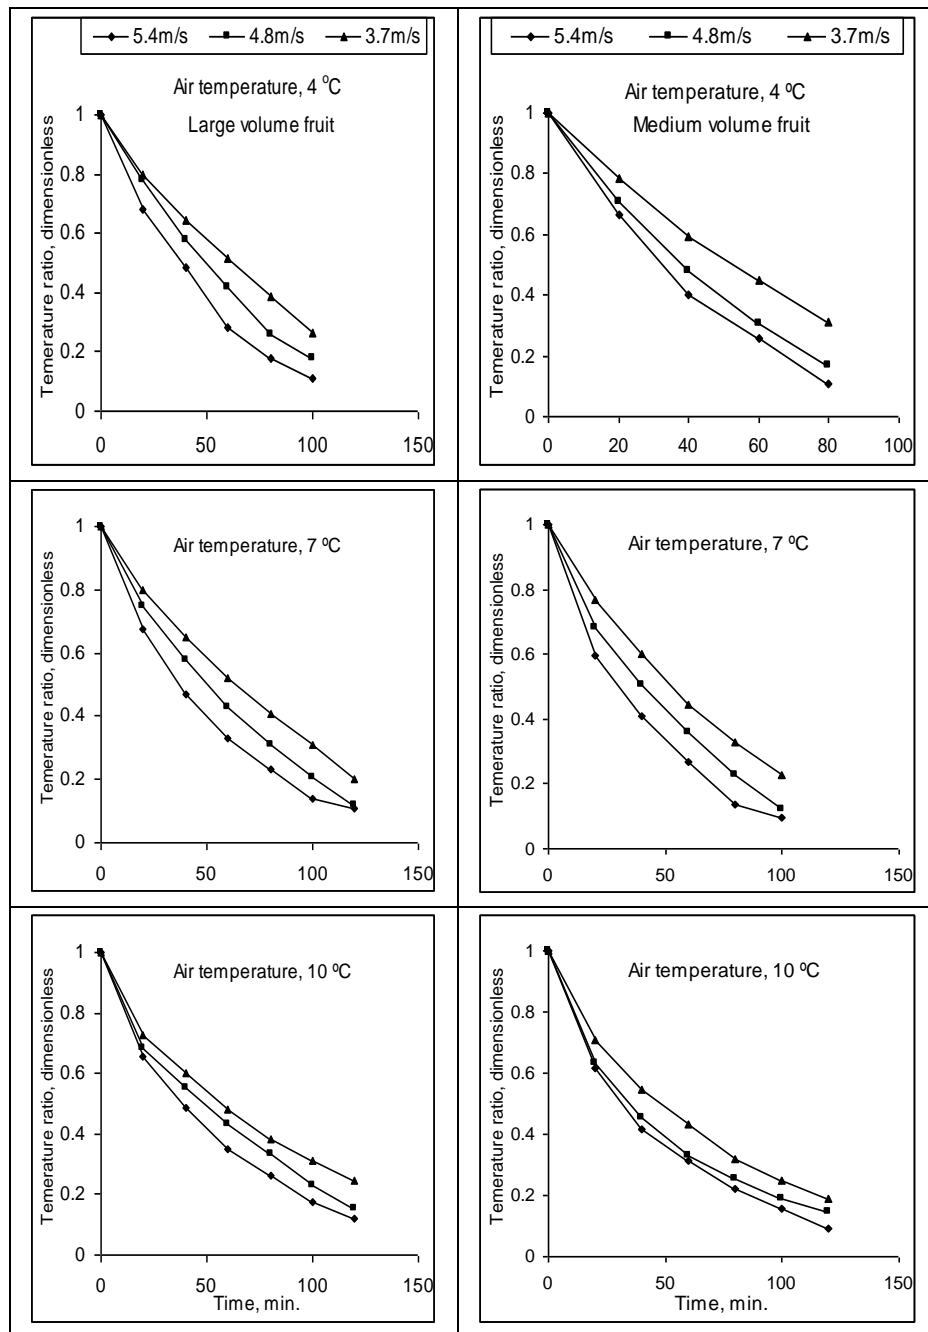 5.4m/s 4.8m/s 3.7m/s
Air temperature, 4 ⁰C
Large volume fruit
Temerature ratio, dimensionless
1
0.8
0.6
0.4
0.2
0
0 50 100 150
5.4m/s 4.8m/s 3.7m/s
Air temperature, 4 ºC
Medium volume fruit
Temerature ratio, dimensionless
1
0.8
0.6
0.4
0.2
0
0 20 40 60 80 100
Air temperature, 7 ºC
Temerature ratio, dimensionless
1
0.8
0.6
0.4
0.2
0
0 50 100 150
Air temperature, 7 ºC
Temerature ratio, dimensionless
1
0.8
0.6
0.4
0.2
0
0 50 100 150
Air temperature, 10 ºC
Temerature ratio, dimensionless
1
0.8
0.6
0.4
0.2
0
0 50 100 150
Time, min.
Air temperature, 10 ºC
Temerature ratio, dimensionless
1
0.8
0.6
0.4
0.2
0
0 50 100 150
Time, min.